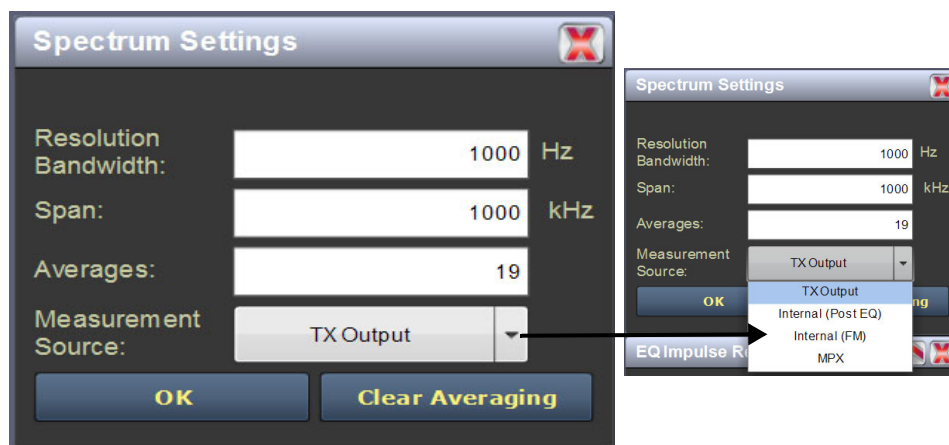 Spectrum Settings
Resolution
Bandwidth:
1000 Hz
Span:
1000 kHz
Averages:
19
Measurement
Source:
TX Output
OK
Clear Averaging
Spectrum Settings
Resolution
Bandwidth:
1000 Hz
Span:
1000 kHz
Averages:
19
Measurement
Source:
TX Output
TX Output
Internal (Post EQ)
Internal (FM)
MPX
OK
EQ Impulse